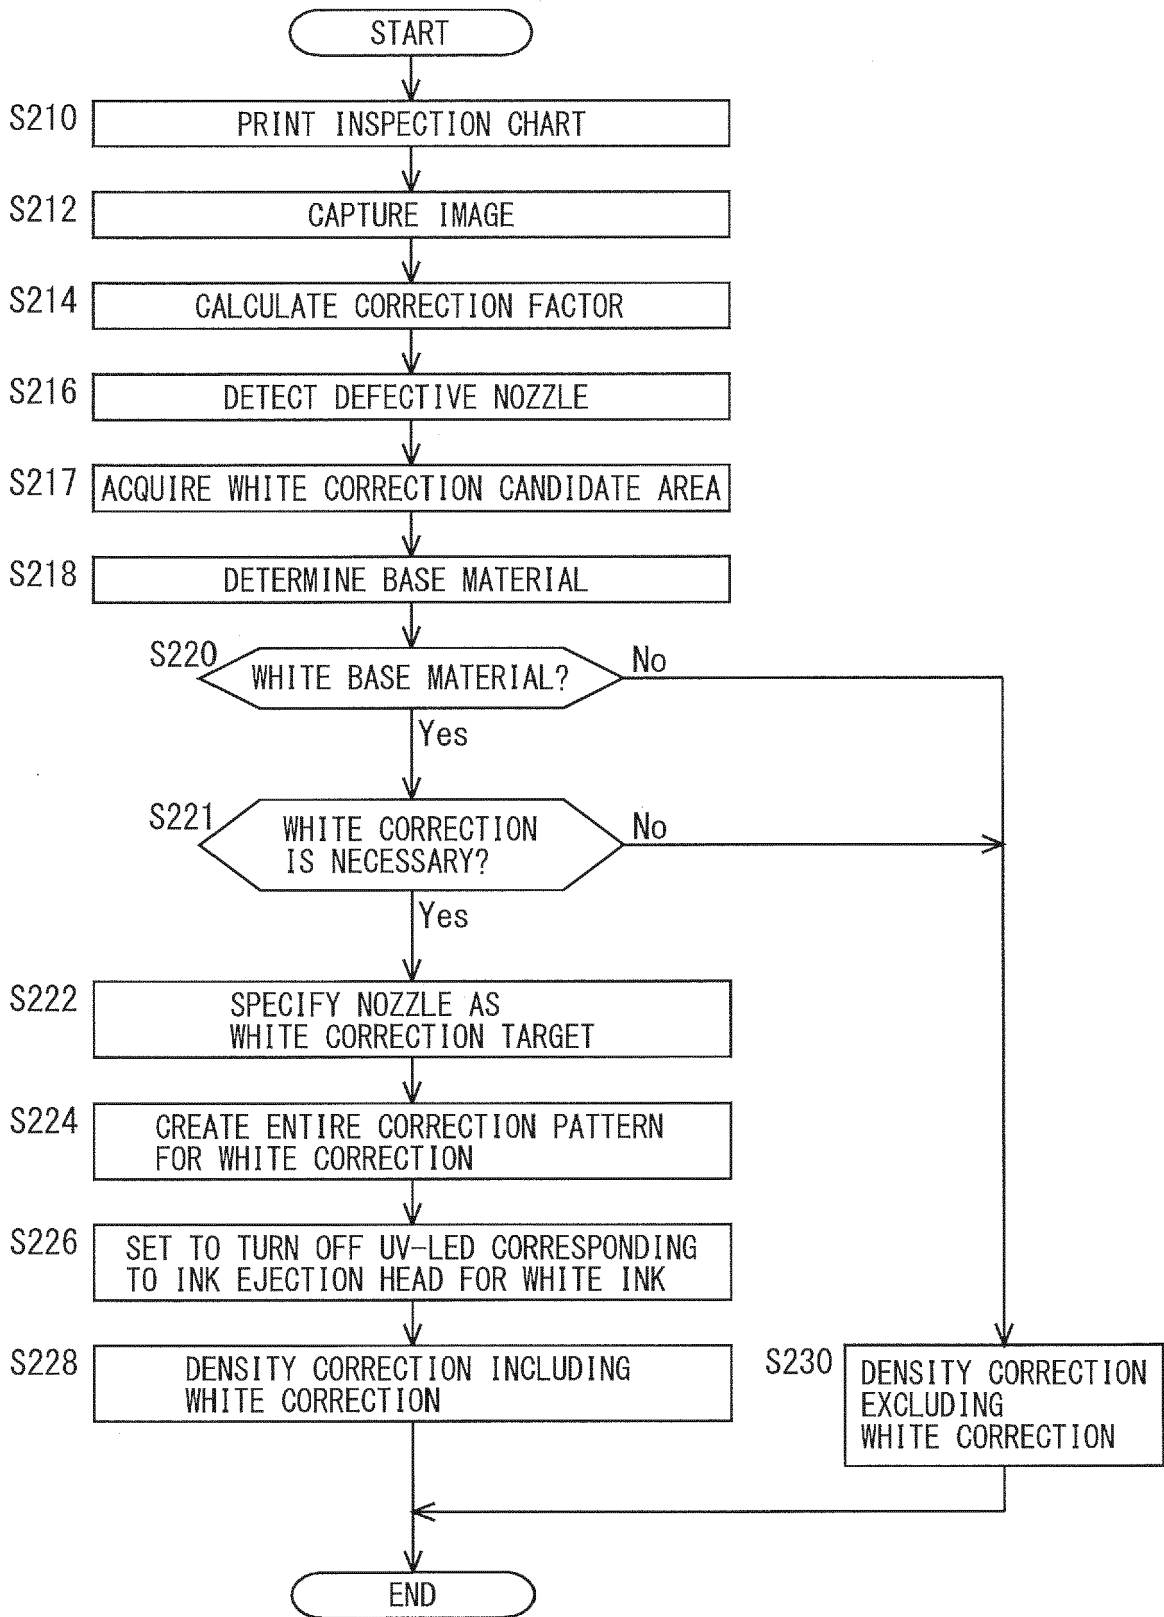 START
S210
PRINT INSPECTION CHART
S212
CAPTURE IMAGE
S214
CALCULATE CORRECTION FACTOR
S216
DETECT DEFECTIVE NOZZLE
S217
ACQUIRE WHITE CORRECTION CANDIDATE AREA
S218
DETERMINE BASE MATERIAL
S220
WHITE BASE MATERIAL?
No
Yes
S221
WHITE CORRECTION
IS NECESSARY?
No
Yes
S222
SPECIFY NOZZLE AS
WHITE CORRECTION TARGET
S224
CREATE ENTIRE CORRECTION PATTERN
FOR WHITE CORRECTION
S226
SET TO TURN OFF UV-LED CORRESPONDING
TO INK EJECTION HEAD FOR WHITE INK
S228
DENSITY CORRECTION INCLUDING
WHITE CORRECTION
S230
DENSITY CORRECTION
EXCLUDING
WHITE CORRECTION
END